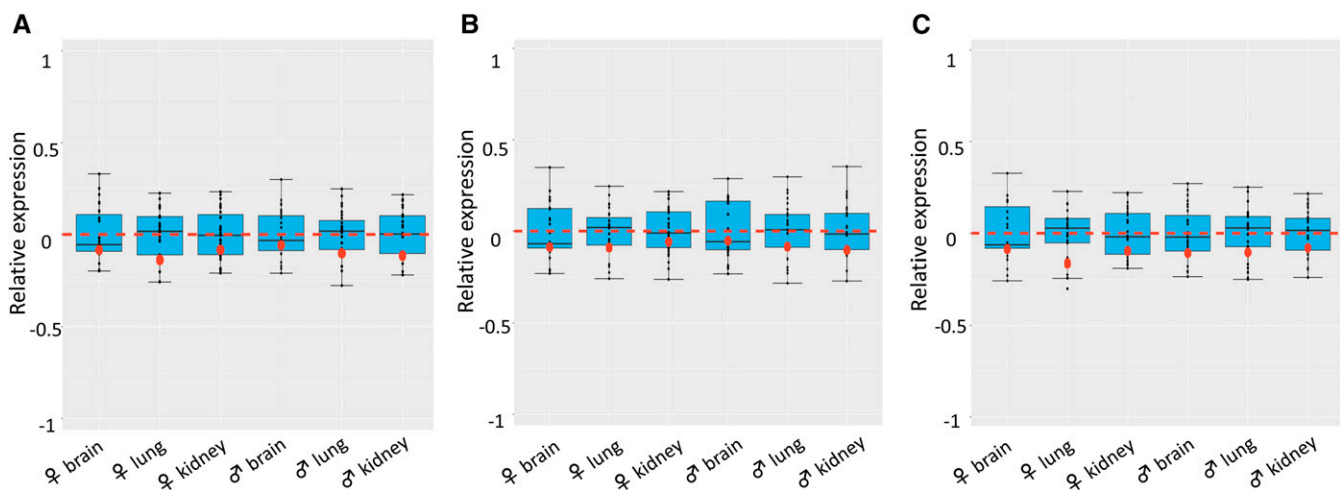 A
B
C
Relative expression
1
0.5
0
-0.5
-1
♀ brain
♀ lung
♀ kidney
♂ brain
♂ lung
♂ kidney
Relative expression
1
0.5
0
-0.5
-1
♀ brain
♀ lung
♀ kidney
♂ brain
♂ lung
♂ kidney
Relative expression
1
0.5
0
-0.5
-1
♀ brain
♀ lung
♀ kidney
♂ brain
♂ lung
♂ kidney